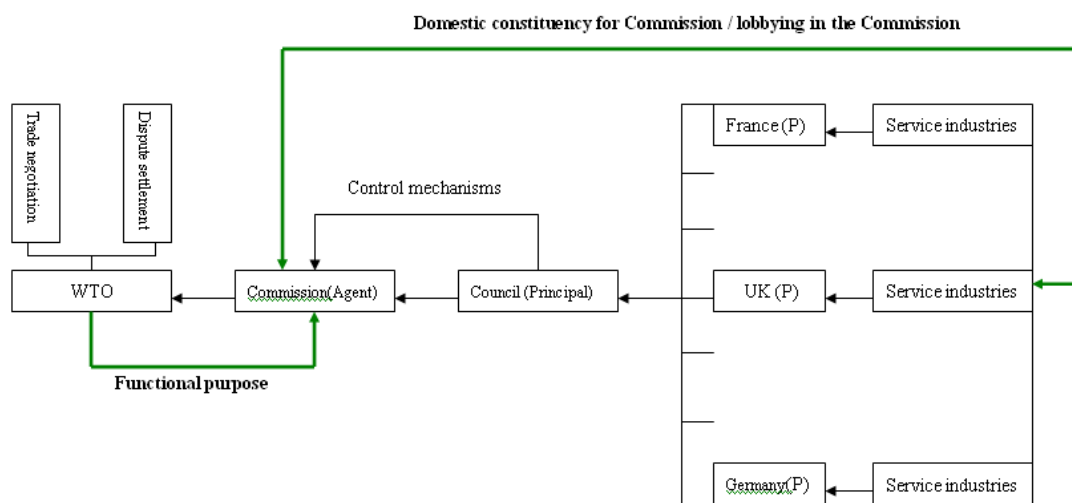 Domestic constituency for Commission / lobbying in the Commission
Trade negotiation
Dispute settlement
France (P)
Service industries
Control mechanisms
WTO
Commission(Agent)
Council (Principal)
UK (P)
Service industries
Functional purpose
Germany(P)
Service industries